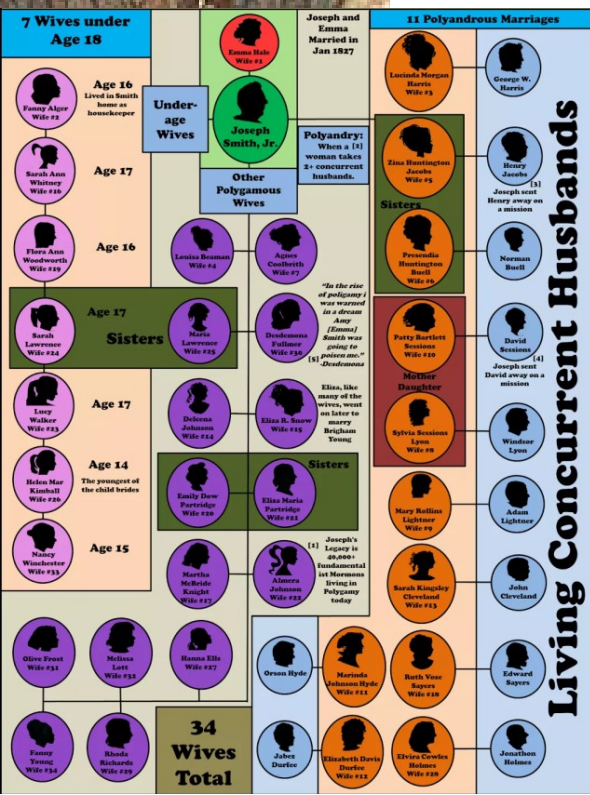 7 Wives under
Age 18
Fanny Alger
Wife #2
Age 16
Lived in Smith
home as
housekeeper
Sarah Ann
Whitney
Wife #16
Age 17
Flora Ann
Woodworth
Wife #19
Age 16
Sarah
Lawrence
Wife #24
Age 17
Sisters
Maria
Lawrence
Wife #25
Lucy
Walker
Wife #23
Age 17
Helen Mar
Kimball
Wife #26
Age 14
The youngest of
the child brides
Nancy
Winchester
Wife #33
Age 15
Emma Hale
Wife #1
Joseph and
Emma
Married in
Jan 1827
Under-
age
Wives
Joseph
Smith, Jr.
Polyandry:
When a [2]
woman takes
2+ concurrent
husbands.
Other
Polygamous
Wives
Louisa Beaman
Wife #4
Agnes
Coolbrith
Wife #7
Desdemona
Fullmer
Wife #30
"In the rise
of poligamy i
was warned
in a dream
Amy
[Emma]
Smith was
going to
poisen me."
[5] -Desdemona
Delcena
Johnson
Wife #14
Eliza R. Snow
Wife #15
Eliza, like
many of the
wives, went
on later to
marry
Brigham
Young
Sisters
Emily Dow
Partridge
Wife #20
Eliza Maria
Partridge
Wife #21
Martha
McBride
Knight
Wife #17
Almera
Johnson
Wife #22
[1] Joseph's
Legacy is
40,000+
fundamental
ist Mormons
living in
Polygamy
today
Olive Frost
Wife #31
Melissa
Lott
Wife #32
Hanna Ells
Wife #27
Fanny
Young
Wife #34
Rhoda
Richards
Wife #29
34
Wives
Total
11 Polyandrous Marriages
Lucinda Morgan
Harris
Wife #3
George W.
Harris
Zina Huntington
Jacobs
Wife #5
Henry
Jacobs
[3]
Joseph sent
Henry away on
a mission
Sisters
Presendia
Huntington
Buell
Wife #6
Norman
Buell
Patty Bartlett
Sessions
Wife #10
David
Sessions
[4]
Joseph sent
David away on a
mission
Mother
Daughter
Sylvia Sessions
Lyon
Wife #8
Windsor
Lyon
Mary Rollins
Lightner
Wife #9
Adam
Lightner
Sarah Kingsley
Cleveland
Wife #13
John
Cleveland
Orson Hyde
Marinda
Johnson Hyde
Wife #11
Ruth Vose
Sayers
Wife #18
Edward
Sayers
Jabez
Durfee
Elizabeth Davis
Durfee
Wife #12
Elvira Cowles
Holmes
Wife #28
Jonathon
Holmes
Living Concurrent Husbands